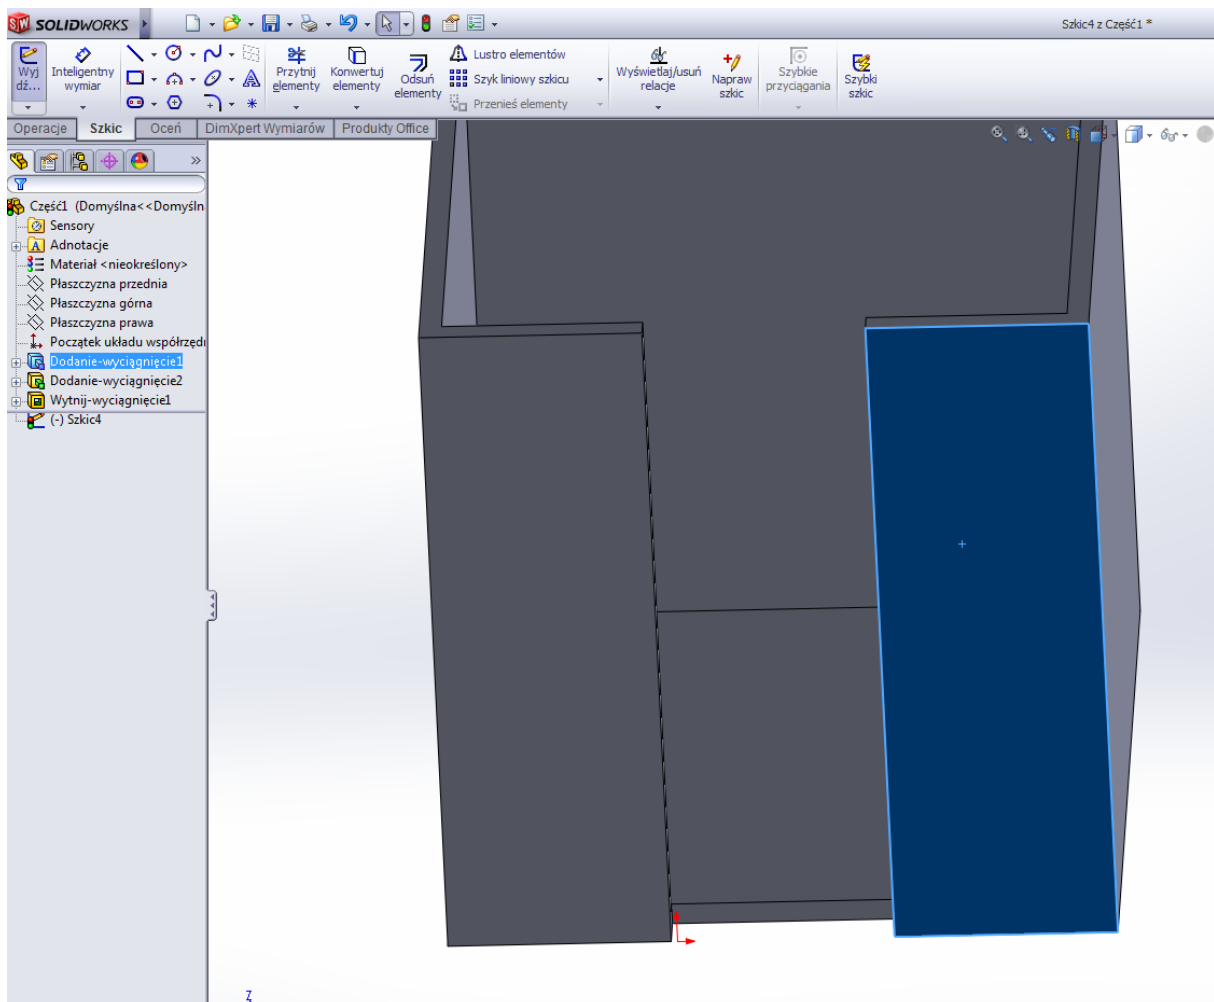 SW SOLIDWORKS
Szkic4 z Część1 *
Wyj
dź...
Inteligentny
wymiar
Przytnij
elementy
Konwertuj
elementy
Odsuń
elementy
Lustro elementów
Szyk liniowy szkicu
Przenieś elementy
Wyświetlaj/usuń
relacje
Napraw
szkic
Szybkie
przyciągania
Szybki
szkic
Operacje Szkic Oceń DimXpert Wymiarów Produkty Office
»
Część1 (Domyślna<<Domyśln
Sensory
A Adnotacje
Materiał <nieokreślony>
Płaszczyzna przednia
Płaszczyzna górna
Płaszczyzna prawa
Początek układu współrzędn
Dodanie-wyciągnięcie1
Dodanie-wyciągnięcie2
Wytnij-wyciągnięcie1
(-) Szkic4
Z